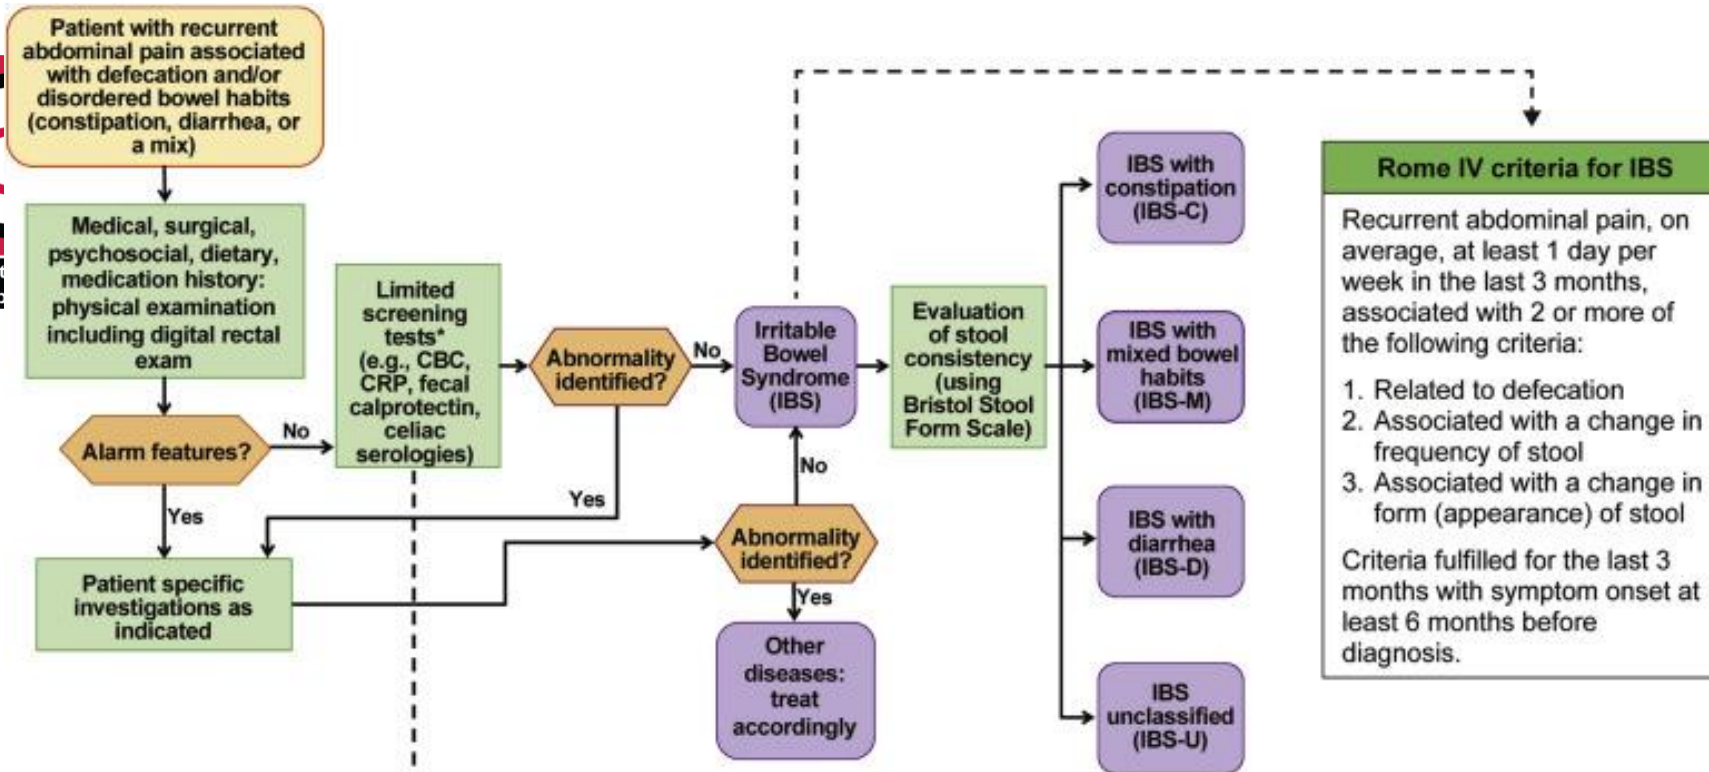 Patient with recurrent
abdominal pain associated
with defecation and/or
disordered bowel habits
(constipation, diarrhea, or
a mix)
Medical, surgical,
psychosocial, dietary,
medication history:
physical examination
including digital rectal
exam
Alarm features?
No
Yes
Limited
screening
tests*
(e.g., CBC,
CRP, fecal
calprotectin,
celiac
serologies)
Abnormality
identified?
No
Yes
Patient specific
investigations as
indicated
Irritable
Bowel
Syndrome
(IBS)
No
Abnormality
identified?
Yes
Other
diseases:
treat
accordingly
Evaluation
of stool
consistency
(using
Bristol Stool
Form Scale)
IBS with
constipation
(IBS-C)
IBS with
mixed bowel
habits
(IBS-M)
IBS with
diarrhea
(IBS-D)
IBS
unclassified
(IBS-U)
Rome IV criteria for IBS
Recurrent abdominal pain, on
average, at least 1 day per
week in the last 3 months,
associated with 2 or more of
the following criteria:
1. Related to defecation
2. Associated with a change in
frequency of stool
3. Associated with a change in
form (appearance) of stool
Criteria fulfilled for the last 3
months with symptom onset at
least 6 months before
diagnosis.